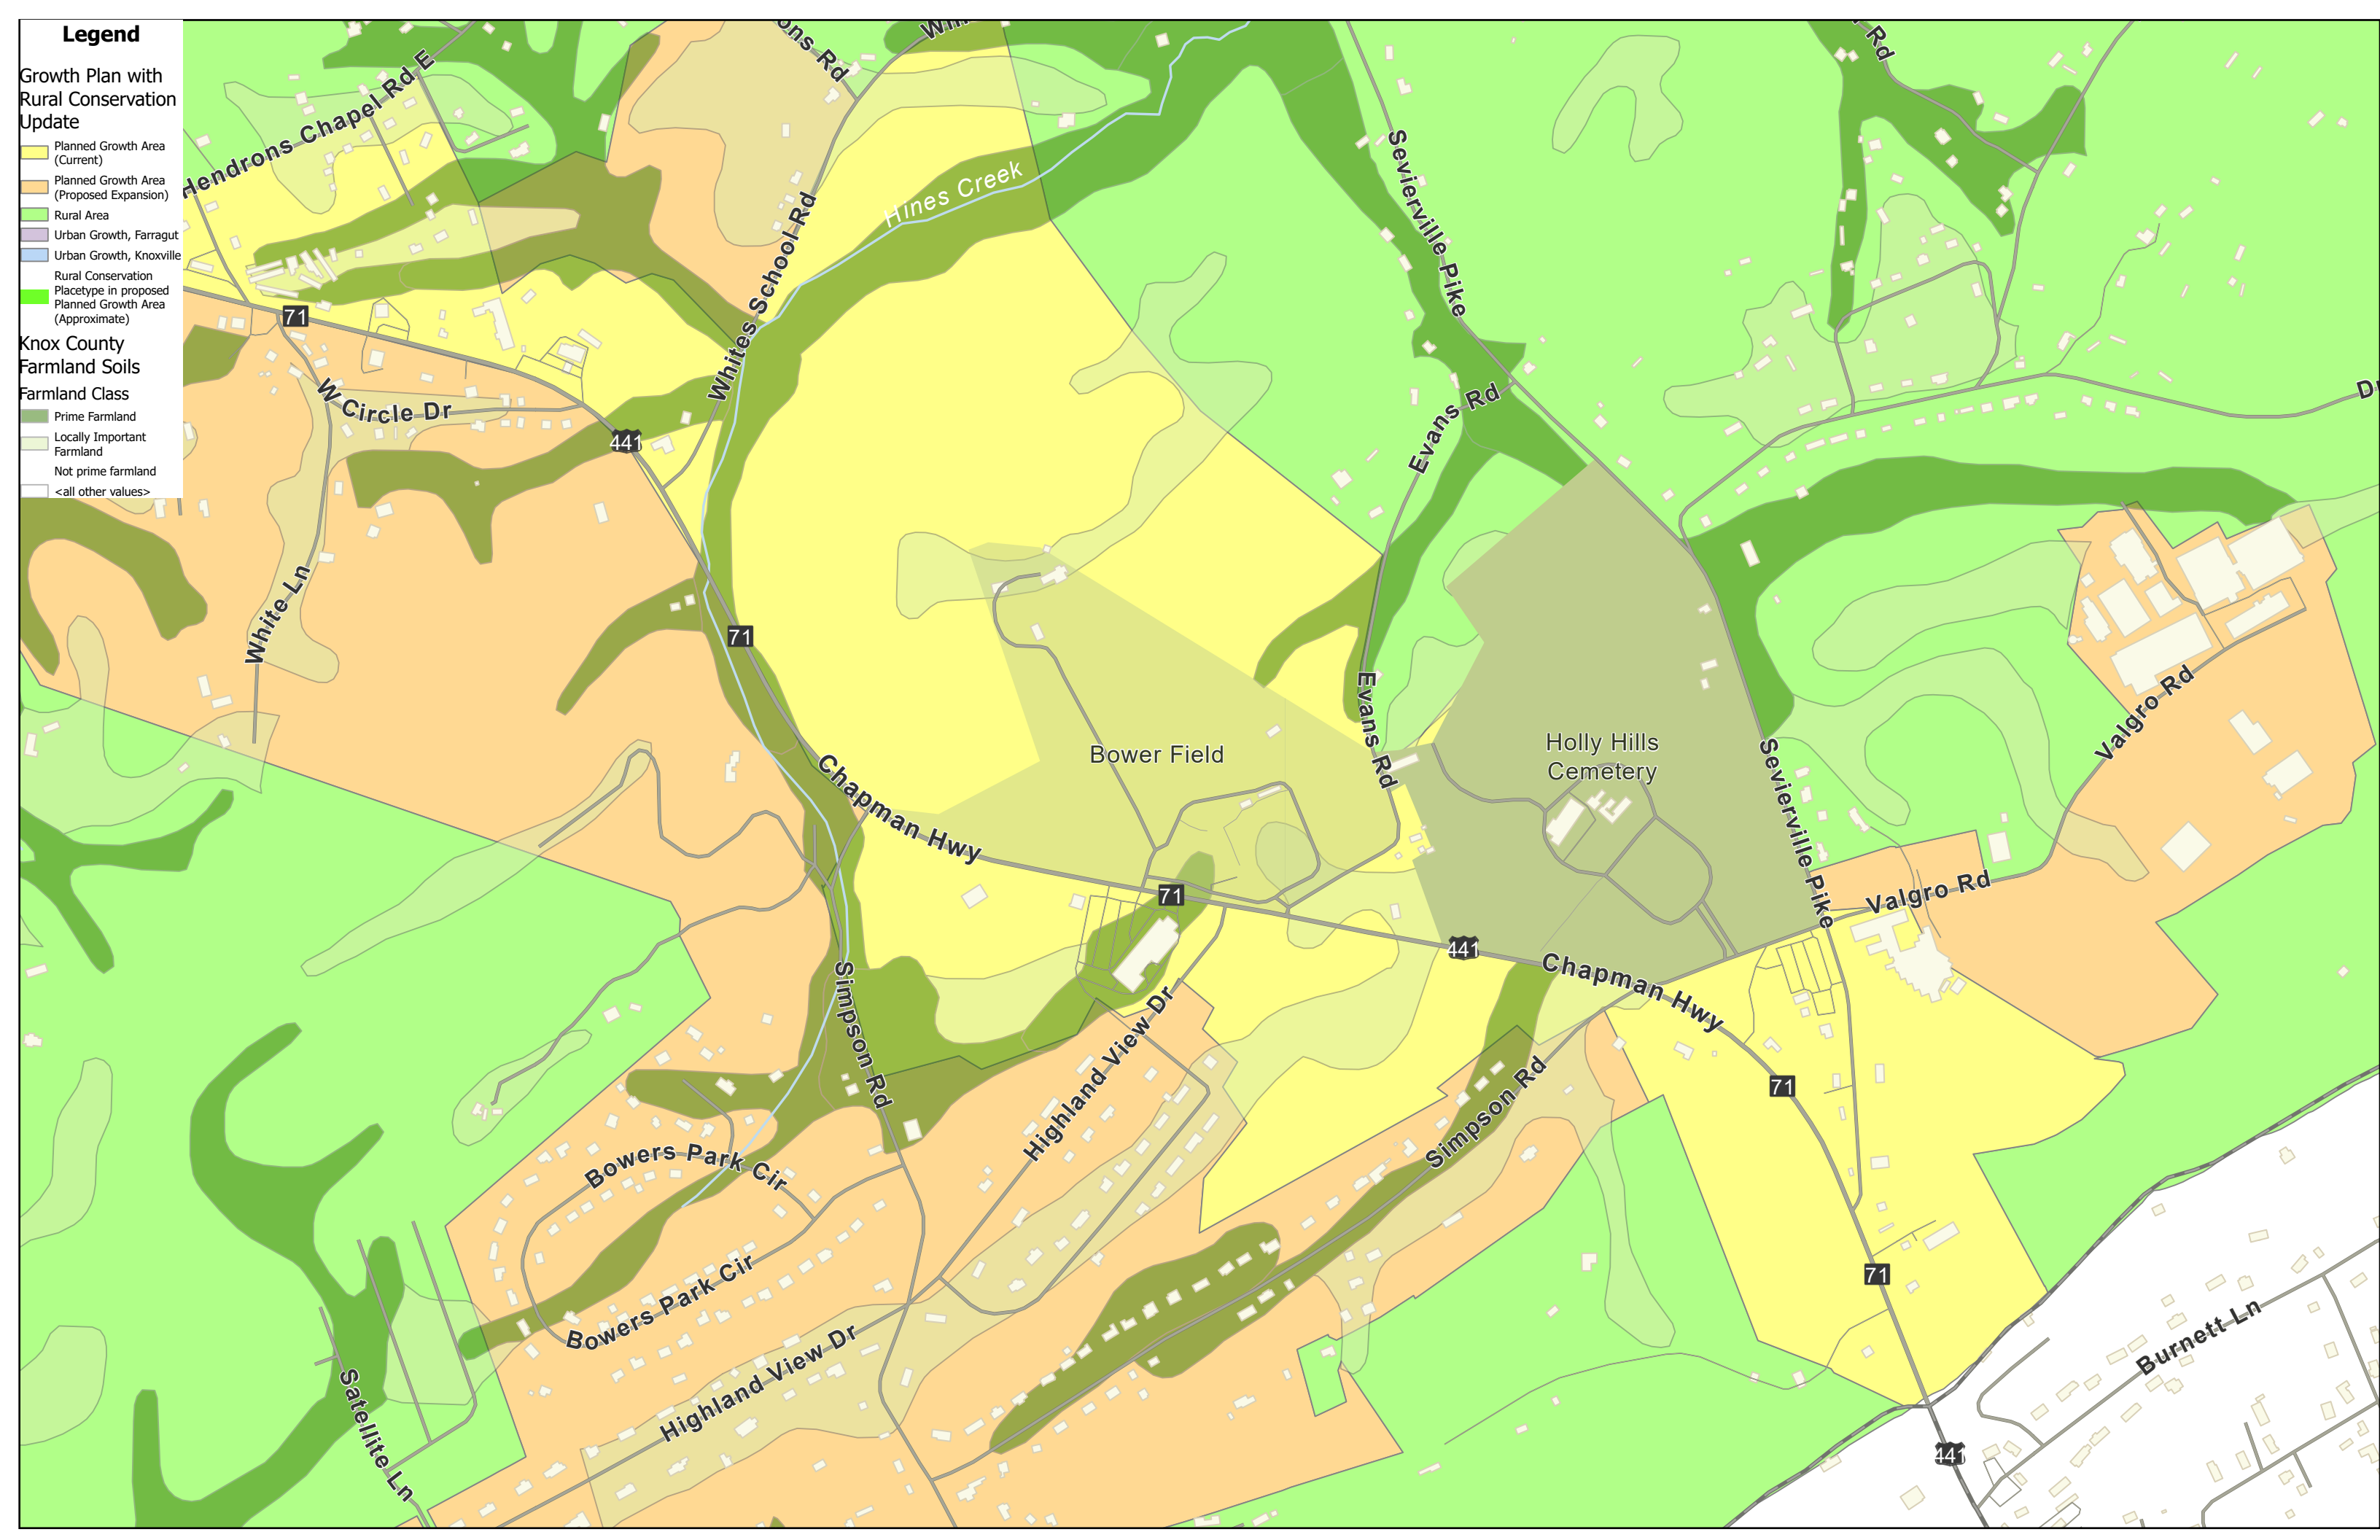 Legend
Growth Plan with
Rural Conservation
Update
Planned Growth Area
(Current)
Planned Growth Area
(Proposed Expansion)
Rural Area
Urban Growth, Farragut
Urban Growth, Knoxville
Rural Conservation
Placetype in proposed
Planned Growth Area
(Approximate)
Knox County
Farmland Soils
Farmland Class
Prime Farmland
Locally Important
Farmland
Not prime farmland
<all other values>
Hendrons Chapel Rd E
ons Rd
Rd
Hines Creek
Whites School Rd
Sevierville Pike
71
W Circle Dr
441
Evans Rd
White Ln
71
Evans Rd
Bower Field
Holly Hills
Cemetery
Valgro Rd
Chapman Hwy
Sevierville Pike
71
Valgro Rd
441
Chapman Hwy
Simpson Rd
Highland View Dr
71
Simpson Rd
Bowers Park Cir
Bowers Park Cir
71
Highland View Dr
Burnett Ln
Satellite Ln
441